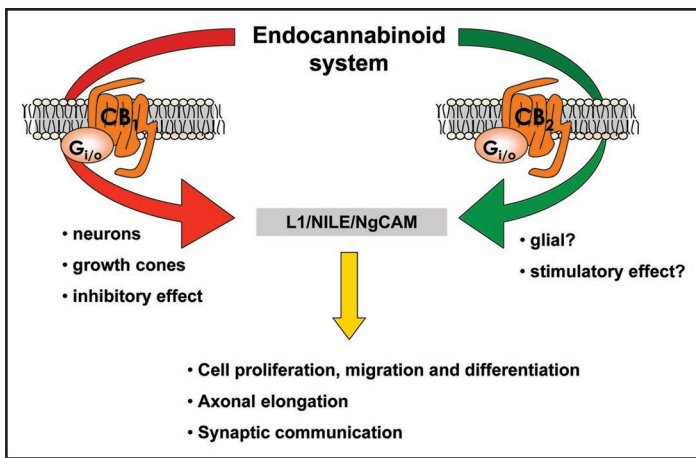 Endocannabinoid
system
CB1
Gi/o
CB2
Gi/o
L1/NILE/NgCAM
• neurons
• growth cones
• inhibitory effect
• glial?
• stimulatory effect?
• Cell proliferation, migration and differentiation
• Axonal elongation
• Synaptic communication